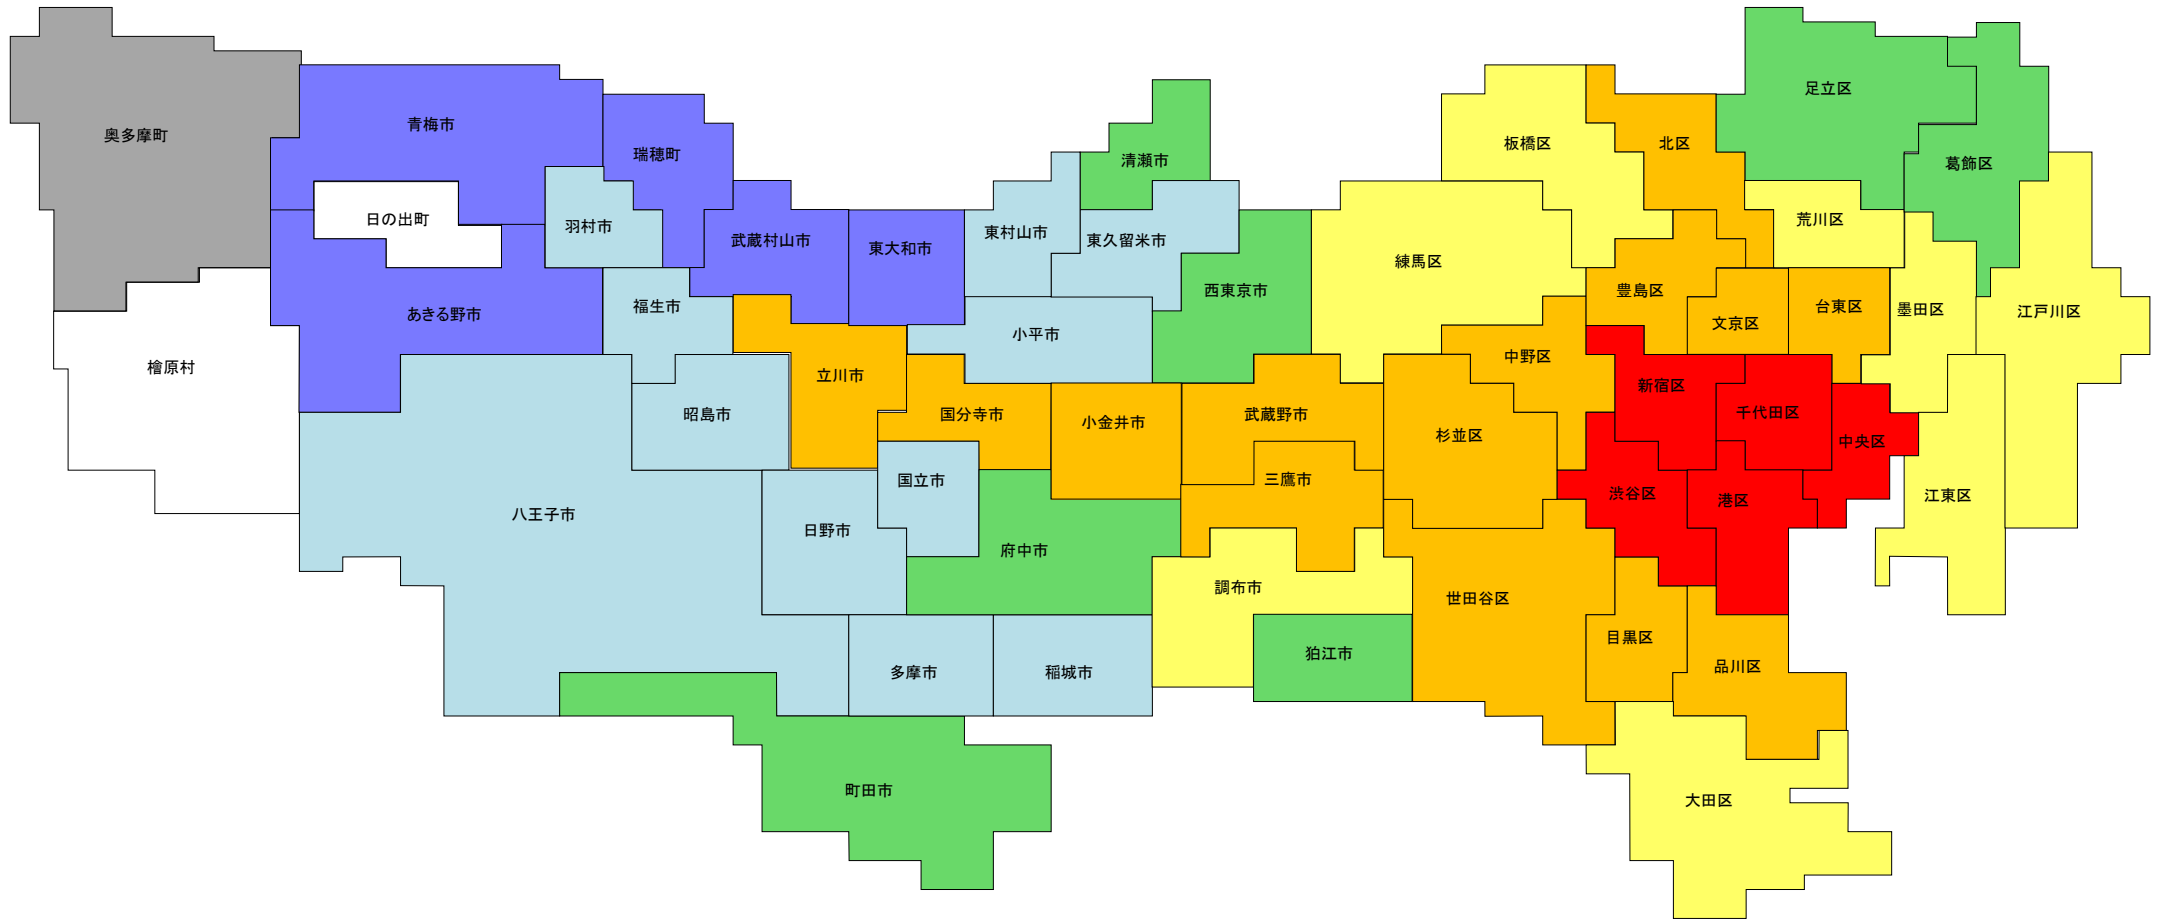 奥多摩町
青梅市
瑞穂町
日の出町
羽村市
武蔵村山市
東大和市
東村山市
清瀬市
東久留米市
西東京市
練馬区
板橋区
北区
足立区
葛飾区
荒川区
豊島区
文京区
台東区
墨田区
江戸川区
檜原村
あきる野市
福生市
昭島市
立川市
小平市
国分寺市
小金井市
武蔵野市
三鷹市
杉並区
中野区
新宿区
千代田区
中央区
渋谷区
港区
江東区
八王子市
日野市
国立市
府中市
調布市
狛江市
世田谷区
目黒区
品川区
多摩市
稲城市
町田市
大田区